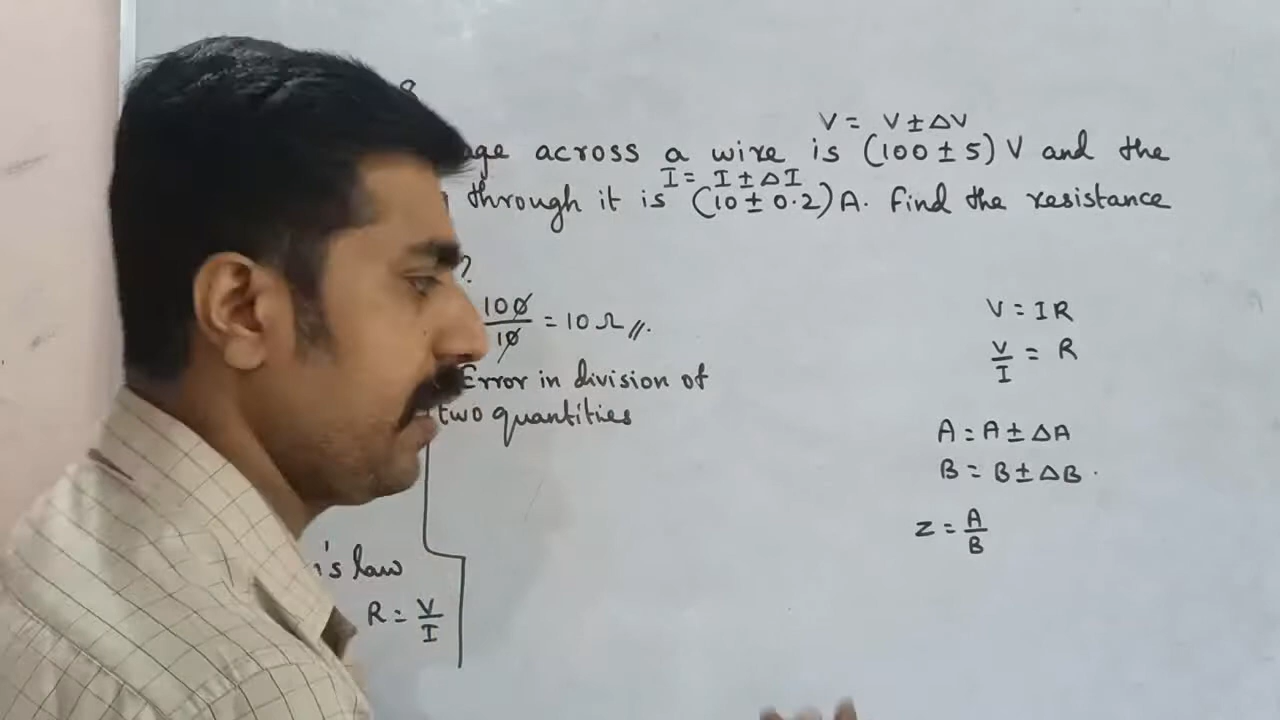 8
V = V ± ΔV
across a wire is (100 ± 5) V and the
I = I ± ΔI
through it is (10 ± 0.2) A. Find the resistance
?
100/10 = 10 Ω //.
Error in division of
two quantities
's law
R = V/I
V = IR
V/I = R
A = A ± ΔA
B = B ± ΔB.
Z = A/B